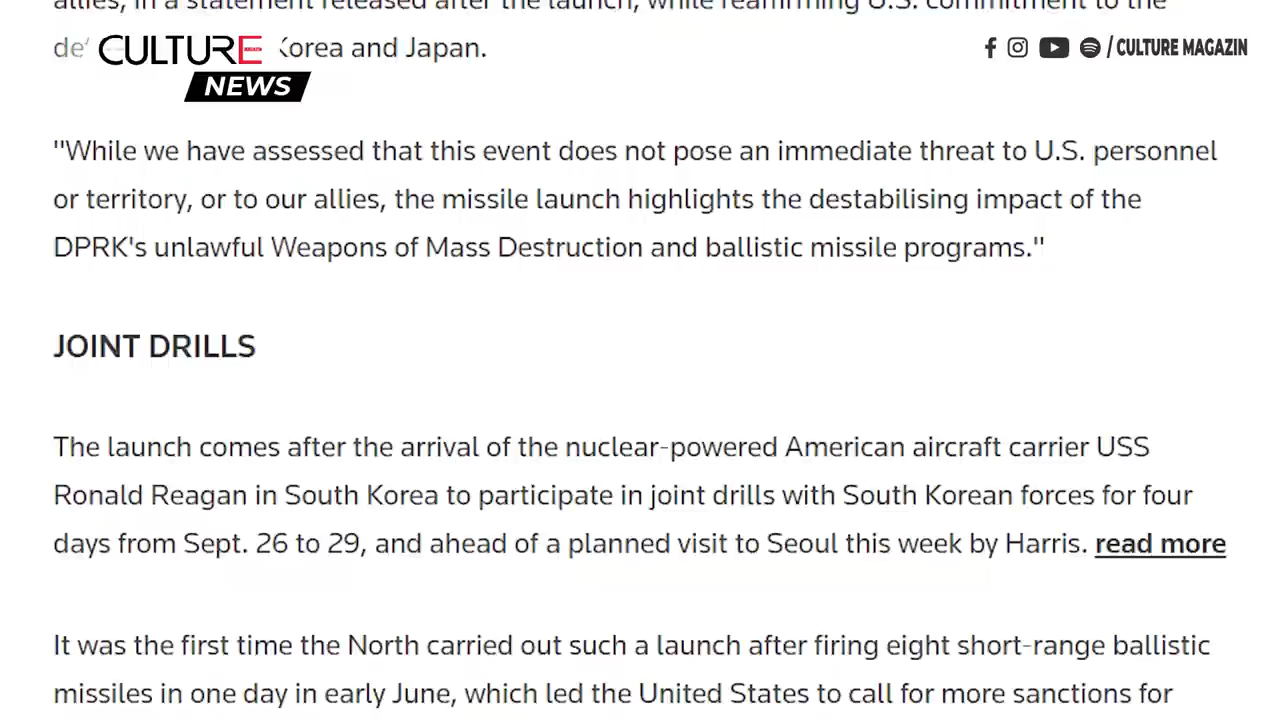 allies, in a statement released after the launch, while reaffirming U.S. commitment to the
Korea and Japan.
CULTURE
NEWS
/ CULTURE MAGAZIN
"While we have assessed that this event does not pose an immediate threat to U.S. personnel
or territory, or to our allies, the missile launch highlights the destabilising impact of the
DPRK's unlawful Weapons of Mass Destruction and ballistic missile programs."
JOINT DRILLS
The launch comes after the arrival of the nuclear-powered American aircraft carrier USS
Ronald Reagan in South Korea to participate in joint drills with South Korean forces for four
days from Sept. 26 to 29, and ahead of a planned visit to Seoul this week by Harris. read more
It was the first time the North carried out such a launch after firing eight short-range ballistic
missiles in one day in early June, which led the United States to call for more sanctions for